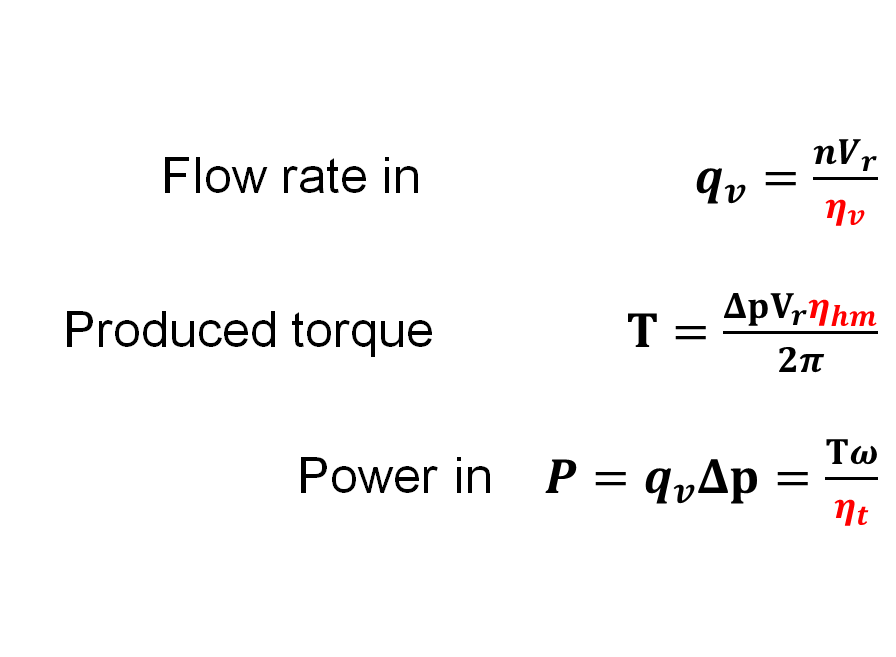 Flow rate in q_v = nV_r / η_v
Produced torque T = ΔpV_rη_hm / 2π
Power in P = q_vΔp = Tω / η_t